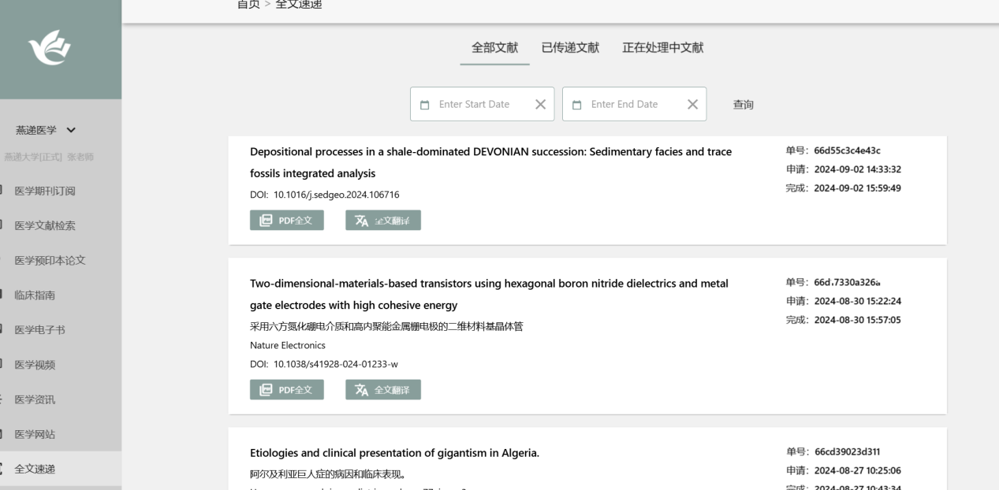 首页 > 全文速递
全部文献 已传递文献 正在处理中文献
Enter Start Date Enter End Date 查询
燕递医学
燕递大学[正式] 张老师
医学期刊订阅
医学文献检索
医学预印本论文
临床指南
医学电子书
医学视频
医学资讯
医学网站
全文速递
Depositional processes in a shale-dominated DEVONIAN succession: Sedimentary facies and trace
fossils integrated analysis
DOI: 10.1016/j.sedgeo.2024.106716
PDF全文 全文翻译
单号: 66d55c3c4e43c
申请: 2024-09-02 14:33:32
完成: 2024-09-02 15:59:49
Two-dimensional-materials-based transistors using hexagonal boron nitride dielectrics and metal
gate electrodes with high cohesive energy
采用六方氮化硼电介质和高内聚能金属栅电极的二维材料基晶体管
Nature Electronics
DOI: 10.1038/s41928-024-01233-w
PDF全文 全文翻译
单号:
申请: 2024-08-30 15:22:24
完成: 2024-08-30 15:57:05
Etiologies and clinical presentation of gigantism in Algeria.
阿尔及利亚巨人症的病因和临床表现。
单号: 66cd39023d311
申请: 2024-08-27 10:25:06
完成: 2024-08-27 10:43:34